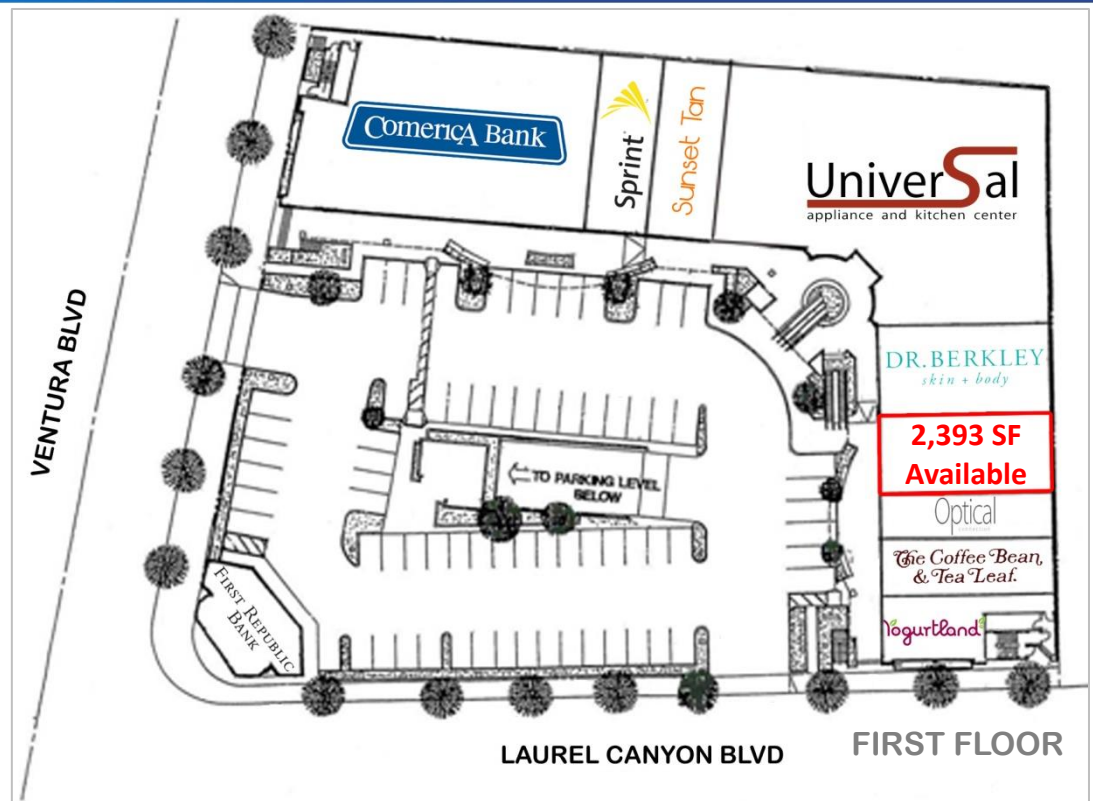 ComericA Bank
Sprint
Sunset Tan
UniverSal
appliance and kitchen center
VENTURA BLVD
DR. BERKLEY
skin + body
2,393 SF
Available
TO PARKING LEVEL
BELOW
Optical
The Coffee Bean,
& Tea Leaf.
FIRST REPUBLIC
BANK
Yogurtland
LAUREL CANYON BLVD
FIRST FLOOR